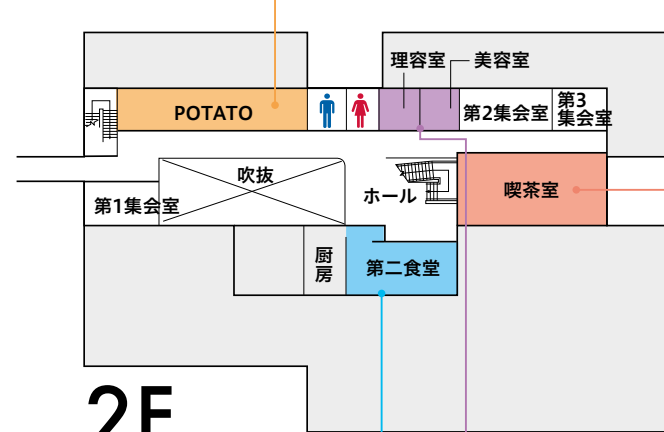 理容室 美容室
POTATO
第2集会室
第3
集会室
吹抜
第1集会室
ホール
喫茶室
厨
房
第二食堂
2F